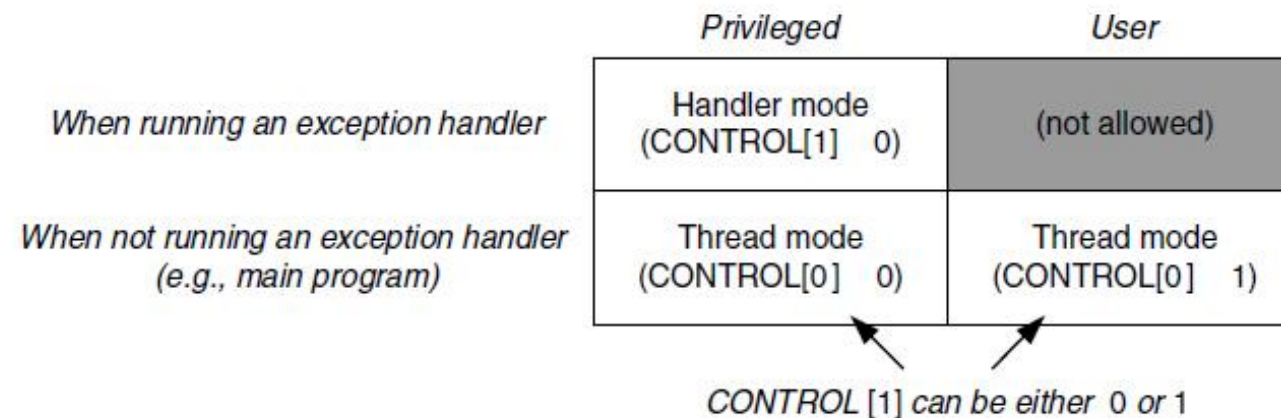 Privileged User
When running an exception handler
Handler mode
(CONTROL[1] 0)
(not allowed)
When not running an exception handler
(e.g., main program)
Thread mode
(CONTROL[0] 0)
Thread mode
(CONTROL[0] 1)
CONTROL [1] can be either 0 or 1